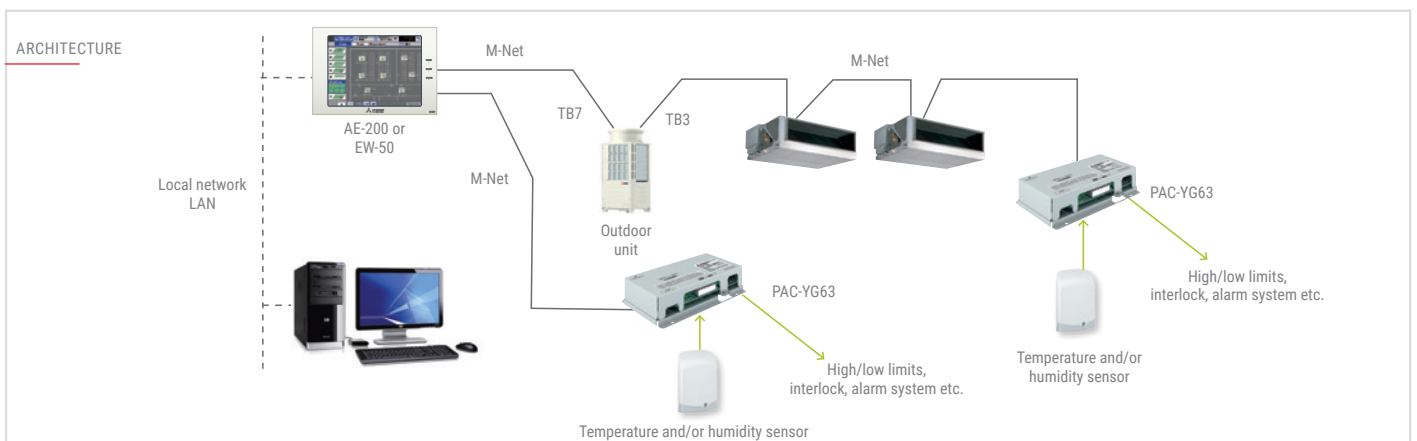 ARCHITECTURE
M-Net
M-Net
AE-200 or
EW-50
TB7
TB3
M-Net
Local network
LAN
PAC-YG63
Outdoor
unit
PAC-YG63
High/low limits,
interlock, alarm system etc.
High/low limits,
interlock, alarm system etc.
Temperature and/or
humidity sensor
Temperature and/or humidity sensor